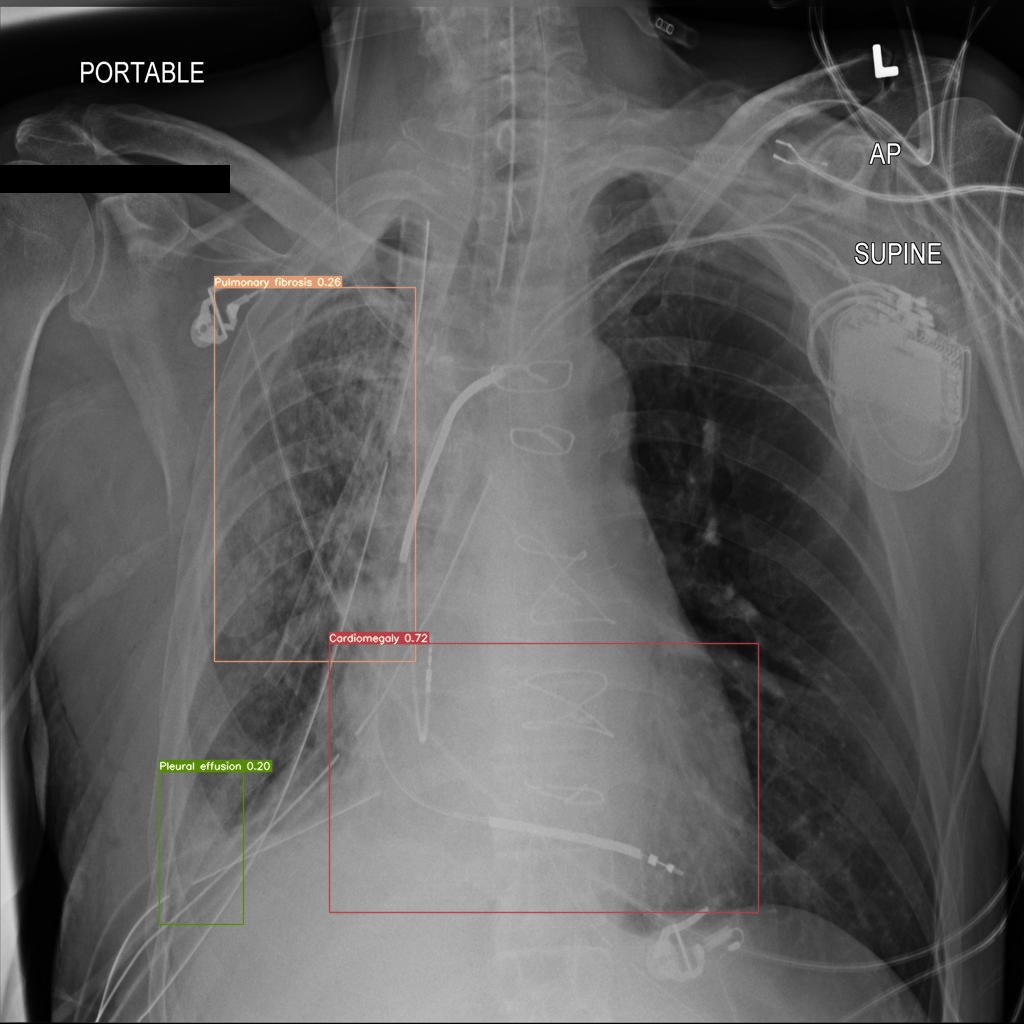 PORTABLE
L
AP
SUPINE
Pulmonary fibrosis 0.26
Cardiomegaly 0.72
Pleural effusion 0.20